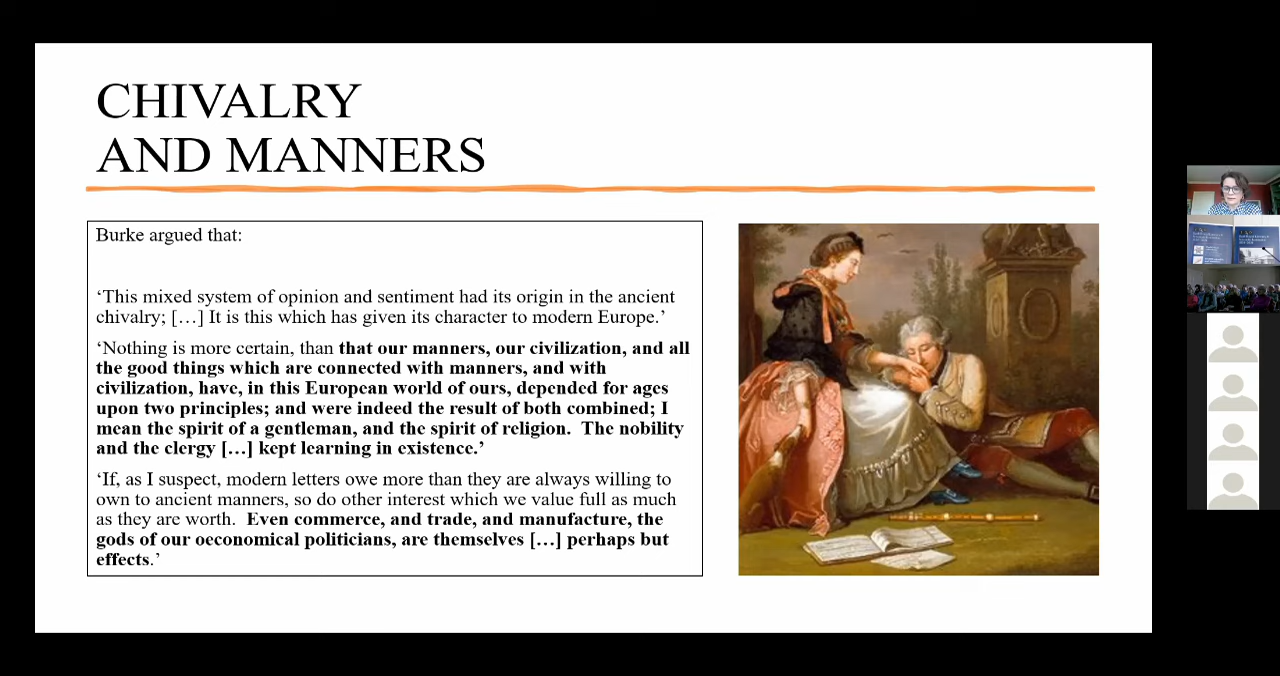 CHIVALRY
AND MANNERS
Burke argued that:
‘This mixed system of opinion and sentiment had its origin in the ancient
chivalry; […] It is this which has given its character to modern Europe.’
‘Nothing is more certain, than that our manners, our civilization, and all
the good things which are connected with manners, and with
civilization, have, in this European world of ours, depended for ages
upon two principles; and were indeed the result of both combined; I
mean the spirit of a gentleman, and the spirit of religion. The nobility
and the clergy […] kept learning in existence.’
‘If, as I suspect, modern letters owe more than they are always willing to
own to ancient manners, so do other interest which we value full as much
as they are worth. Even commerce, and trade, and manufacture, the
gods of our oeconomical politicians, are themselves […] perhaps but
effects.’